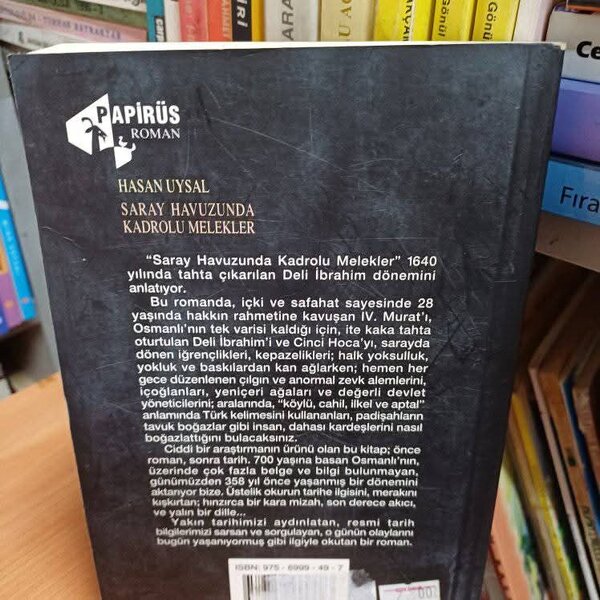 PAPİRÜS
ROMAN
HASAN UYSAL
SARAY HAVUZUNDA
KADROLU MELEKLER
"Saray Havuzunda Kadrolu Melekler" 1640
yılında tahta çıkarılan Deli İbrahim dönemini
anlatıyor.
Bu romanda, içki ve safahat sayesinde 28
yaşında hakkın rahmetine kavuşan IV. Murat'ı,
Osmanlı'nın tek varisi kaldığı için, ite kaka tahta
oturtulan Deli İbrahim'i ve Cinci Hoca'yı, sarayda
dönen iğrençlikleri, kepazelikleri; halk yoksulluk,
yokluk ve baskılardan kan ağlarken; hemen her
gece düzenlenen çılgın ve anormal zevk alemlerini,
içoğlanları, yeniçeri ağaları ve değerli devlet
yöneticilerini; aralarında, "köylü, cahil, ilkel ve aptal"
anlamında Türk kelimesini kullananları, padişahların
tavuk boğazlar gibi insan, dahası kardeşlerini nasıl
boğazlattığını bulacaksınız.
Ciddi bir araştırmanın ürünü olan bu kitap; önce
roman, sonra tarih. 700 yaşına basan Osmanlı'nın,
üzerinde çok fazla belge ve bilgi bulunmayan,
günümüzden 358 yıl önce yaşanmış bir dönemini
aktarıyor bize. Üstelik okurun tarihe ilgisini, merakını
kışkırtan; hınzırca bir kara mizah, son derece akıcı,
ve yalın bir dille...
Yakın tarihimizi aydınlatan, resmi tarih
bilgilerimizi sarsan ve sorgulayan, o günün olaylarını
bugün yaşanıyormuş gibi ilgiyle okutan bir roman.
ISBN: 975 - 6999 - 49 - 7